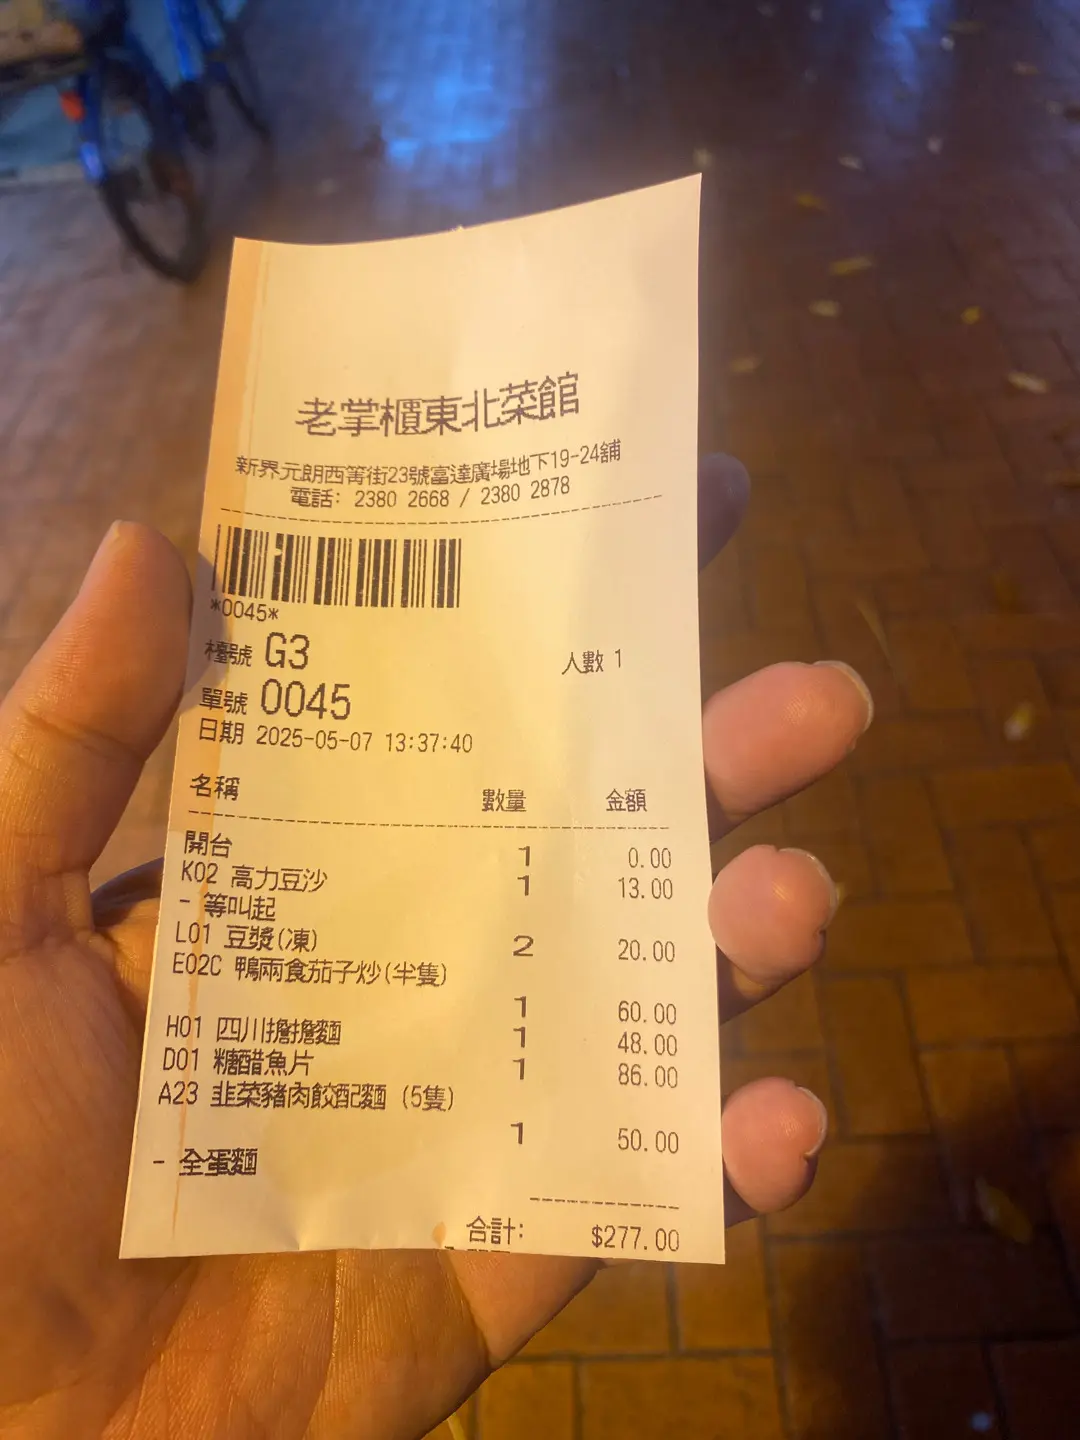 老掌櫃東北菜館
新界元朗西菁街23號富達廣場地下19-24舖
電話: 2380 2668 / 2380 2878
*0045*
檯號 G3 人數 1
單號 0045
日期 2025-05-07 13:37:40
名稱 數量 金額
開台 1 0.00
K02 高力豆沙 1 13.00
- 等叫起
L01 豆漿(凍) 2 20.00
E02C 鴨兩食茄子炒(半隻)
1 60.00
H01 四川擔擔麵 1 48.00
D01 糖醋魚片 1 86.00
A23 韭菜豬肉餃配麵 (5隻)
1 50.00
- 全蛋麵
合計: $277.00